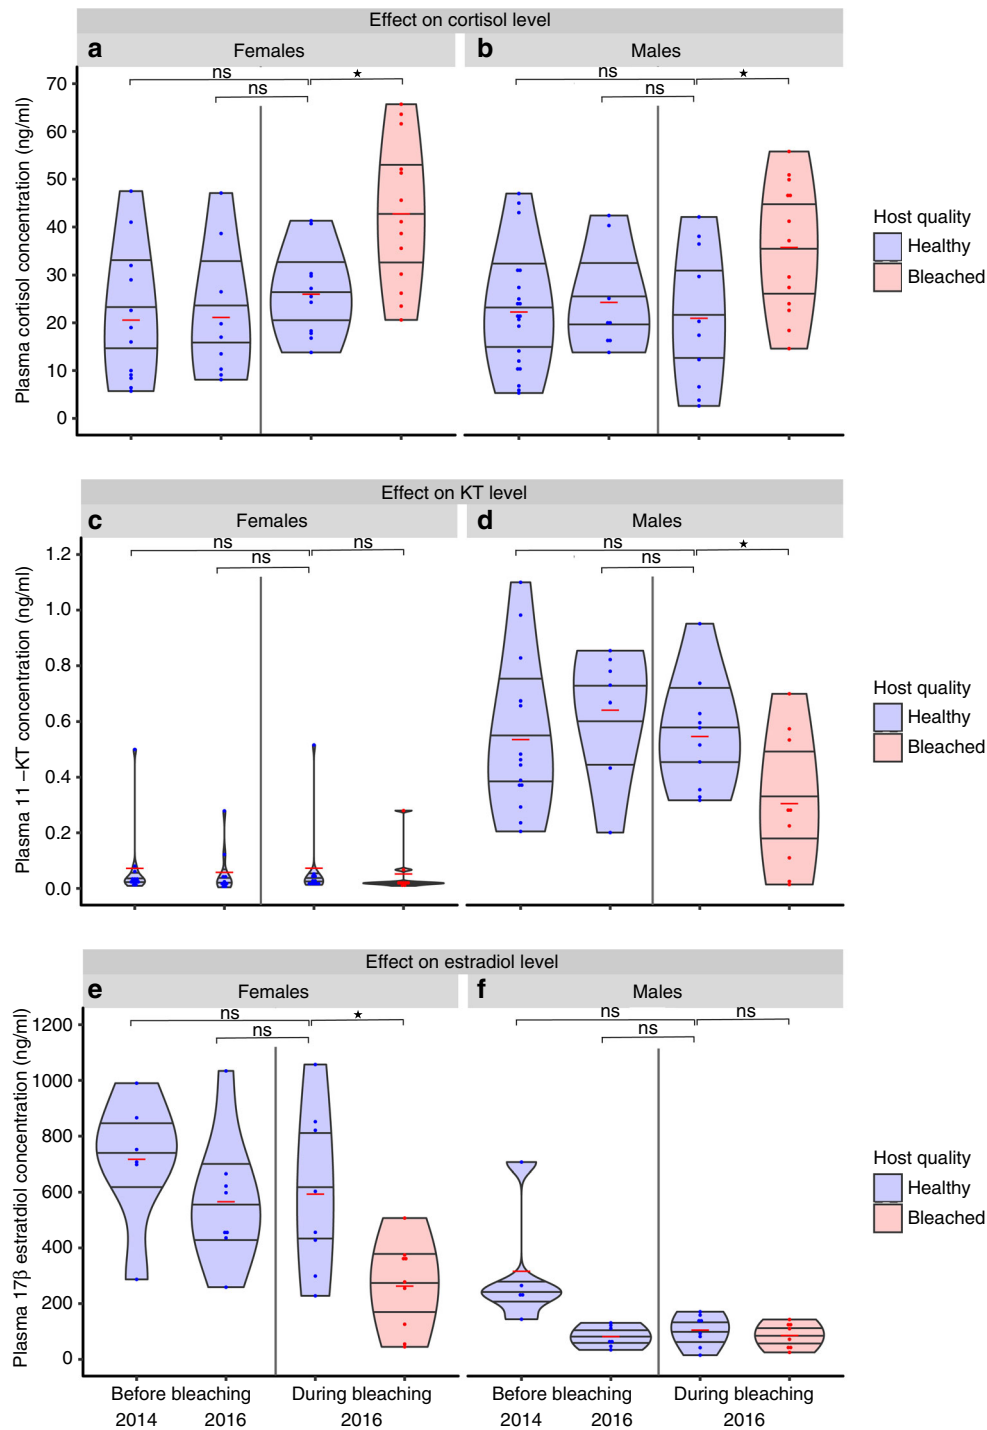 Effect on cortisol level
a Females b Males
ns ★ ns ★
ns ns
Plasma cortisol concentration (ng/ml)
70
60
50
40
30
20
10
0
Host quality
Healthy
Bleached
Effect on KT level
c Females d Males
ns ns ns ★
ns ns
Plasma 11 –KT concentration (ng/ml)
1.2
1.0
0.8
0.6
0.4
0.2
0.0
Host quality
Healthy
Bleached
Effect on estradiol level
e Females f Males
ns ★ ns ns
ns ns
Plasma 17β estratdiol concentration (ng/ml)
1200
1000
800
600
400
200
0
Host quality
Healthy
Bleached
Before bleaching During bleaching Before bleaching During bleaching
2014 2016 2016 2014 2016 2016